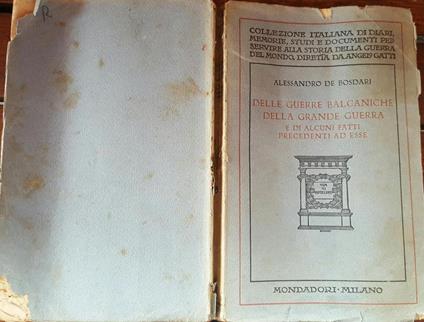 R
COLLEZIONE ITALIANA DI DIARI,
MEMORIE, STUDI E DOCUMENTI PER
SERVIRE ALLA STORIA DELLA GUERRA
DEL MONDO, DIRETTA DA ANGELO GATTI
ALESSANDRO DE BOSDARI
DELLE GUERRE BALCANICHE
DELLA GRANDE GUERRA
E DI ALCUNI FATTI
PRECEDENTI AD ESSE
MONDADORI · MILANO